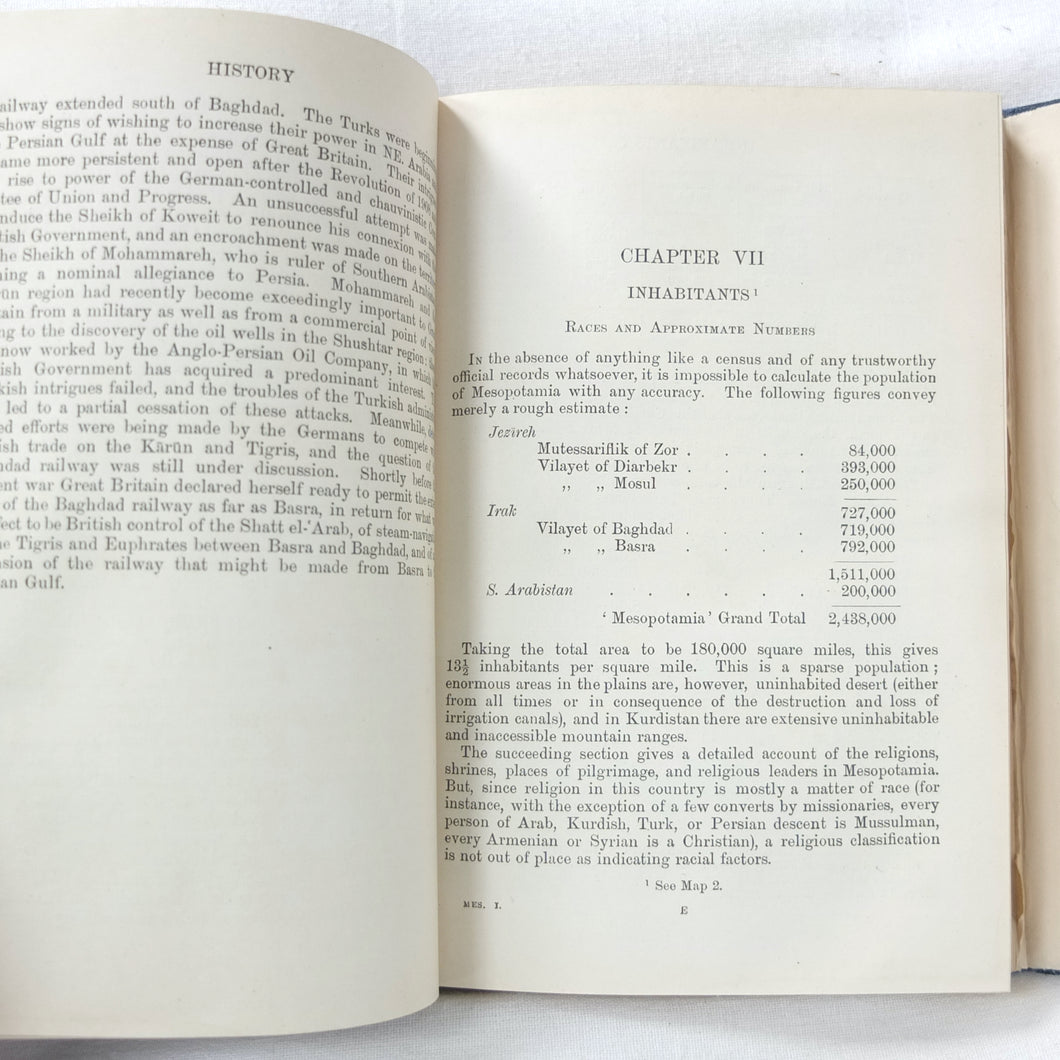 HISTORY
ailway extended south of Baghdad. The Turks were
show signs of wishing to increase their power in NE. Arabia
Persian Gulf at the expense of Great Britain. Their
ame more persistent and open after the Revolution of 1908
rise to power of the German-controlled and chauvinistic
tee of Union and Progress. An unsuccessful attempt was
nduce the Sheikh of Koweit to renounce his connexion with
tish Government, and an encroachment was made on the
he Sheikh of Mohammareh, who is ruler of Southern
ing a nominal allegiance to Persia. Mohammareh and
ūn region had recently become exceedingly important to
ain from a military as well as from a commercial point of
ng to the discovery of the oil wells in the Shushtar region:
now worked by the Anglo-Persian Oil Company, in which
ish Government has acquired a predominant interest.
kish intrigues failed, and the troubles of the Turkish
led to a partial cessation of these attacks. Meanwhile,
ed efforts were being made by the Germans to compete
ish trade on the Kārūn and Tigris, and the question of
hdad railway was still under discussion. Shortly before
ent war Great Britain declared herself ready to permit the
of the Baghdad railway as far as Basra, in return for what
fect to be British control of the Shatt el-'Arab, of
he Tigris and Euphrates between Basra and Baghdad, and of
sion of the railway that might be made from Basra to
an Gulf.
CHAPTER VII
INHABITANTS ¹
RACES AND APPROXIMATE NUMBERS
IN the absence of anything like a census and of any trustworthy
official records whatsoever, it is impossible to calculate the population
of Mesopotamia with any accuracy. The following figures convey
merely a rough estimate :
Jezīreh
Mutessariflik of Zor . . . . 84,000
Vilayet of Diarbekr . . . . 393,000
,, ,, Mosul . . . . 250,000
727,000
Irak
Vilayet of Baghdad . . . . 719,000
,, ,, Basra . . . . 792,000
1,511,000
S. Arabistan . . . . . . 200,000
‘ Mesopotamia ’ Grand Total 2,438,000
Taking the total area to be 180,000 square miles, this gives
13½ inhabitants per square mile. This is a sparse population ;
enormous areas in the plains are, however, uninhabited desert (either
from all times or in consequence of the destruction and loss of
irrigation canals), and in Kurdistan there are extensive uninhabitable
and inaccessible mountain ranges.
The succeeding section gives a detailed account of the religions,
shrines, places of pilgrimage, and religious leaders in Mesopotamia.
But, since religion in this country is mostly a matter of race (for
instance, with the exception of a few converts by missionaries, every
person of Arab, Kurdish, Turk, or Persian descent is Mussulman,
every Armenian or Syrian is a Christian), a religious classification
is not out of place as indicating racial factors.
¹ See Map 2.
MES. I. E